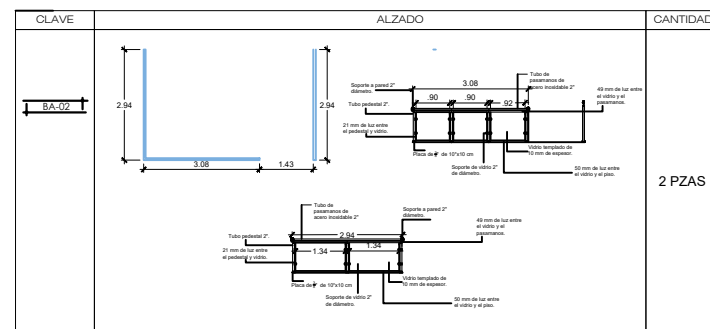 CLAVE
ALZADO
CANTIDAD
BA-02
2.94
2.94
3.08
1.43
3.08
.90
.90
.92
Soporte a pared 2"
diámetro.
Tubo de
pasamanos de
acero inoxidable 2"
Tubo pedestal 2".
49 mm de luz entre
el vidrio y el
pasamanos.
21 mm de luz entre
el pedestal y vidrio.
Placa de de 10"x10 cm
Soporte de vidrio 2"
de diámetro.
Vidrio templado de
10 mm de espesor.
50 mm de luz entre
el vidrio y el piso.
2 PZAS
Tubo de
pasamanos de
acero inoxidable 2"
Soporte a pared 2"
diámetro.
Tubo pedestal 2".
2.94
1.34
1.34
49 mm de luz entre
el vidrio y el
pasamanos.
21 mm de luz entre
el pedestal y vidrio.
Placa de de 10"x10 cm
Soporte de vidrio 2"
de diámetro.
Vidrio templado de
10 mm de espesor.
50 mm de luz entre
el vidrio y el piso.